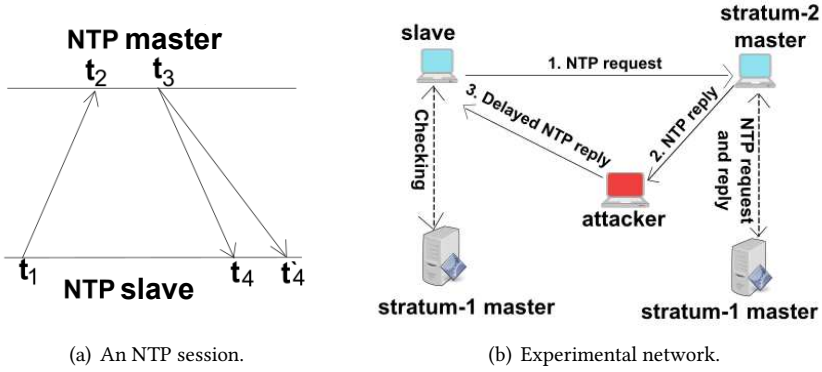 NTP master
t2 t3
t1 t4 t`4
NTP slave
(a) An NTP session.
slave
stratum-2
master
1. NTP request
3. Delayed NTP reply
2. NTP reply
Checking
NTP request
and reply
attacker
stratum-1 master
stratum-1 master
(b) Experimental network.